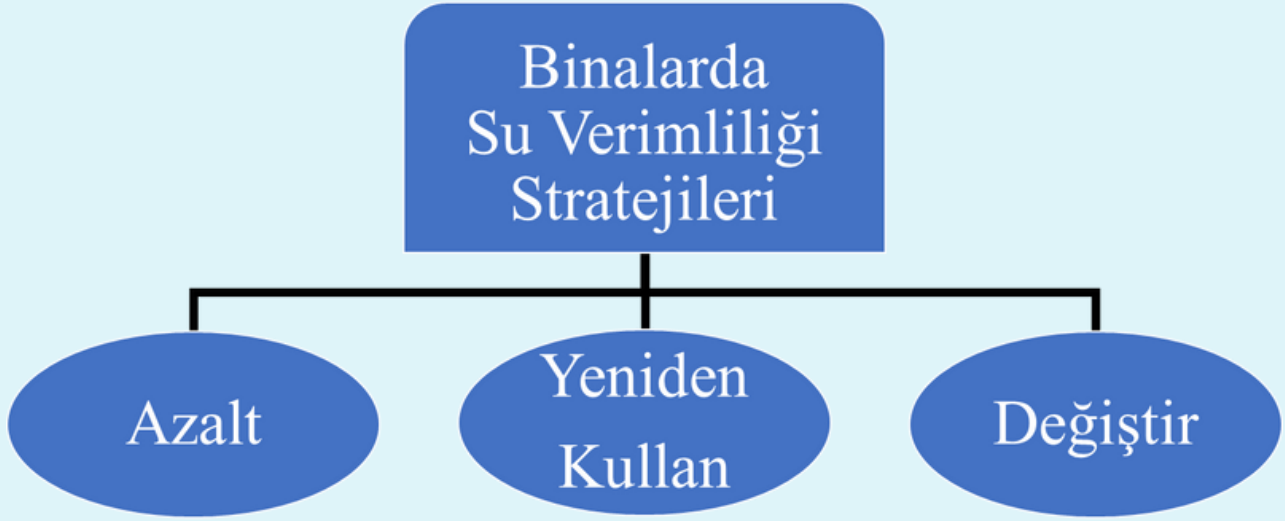 Binalarda
Su Verimliliği
Stratejileri
Azalt
Yeniden
Kullan
Değiştir